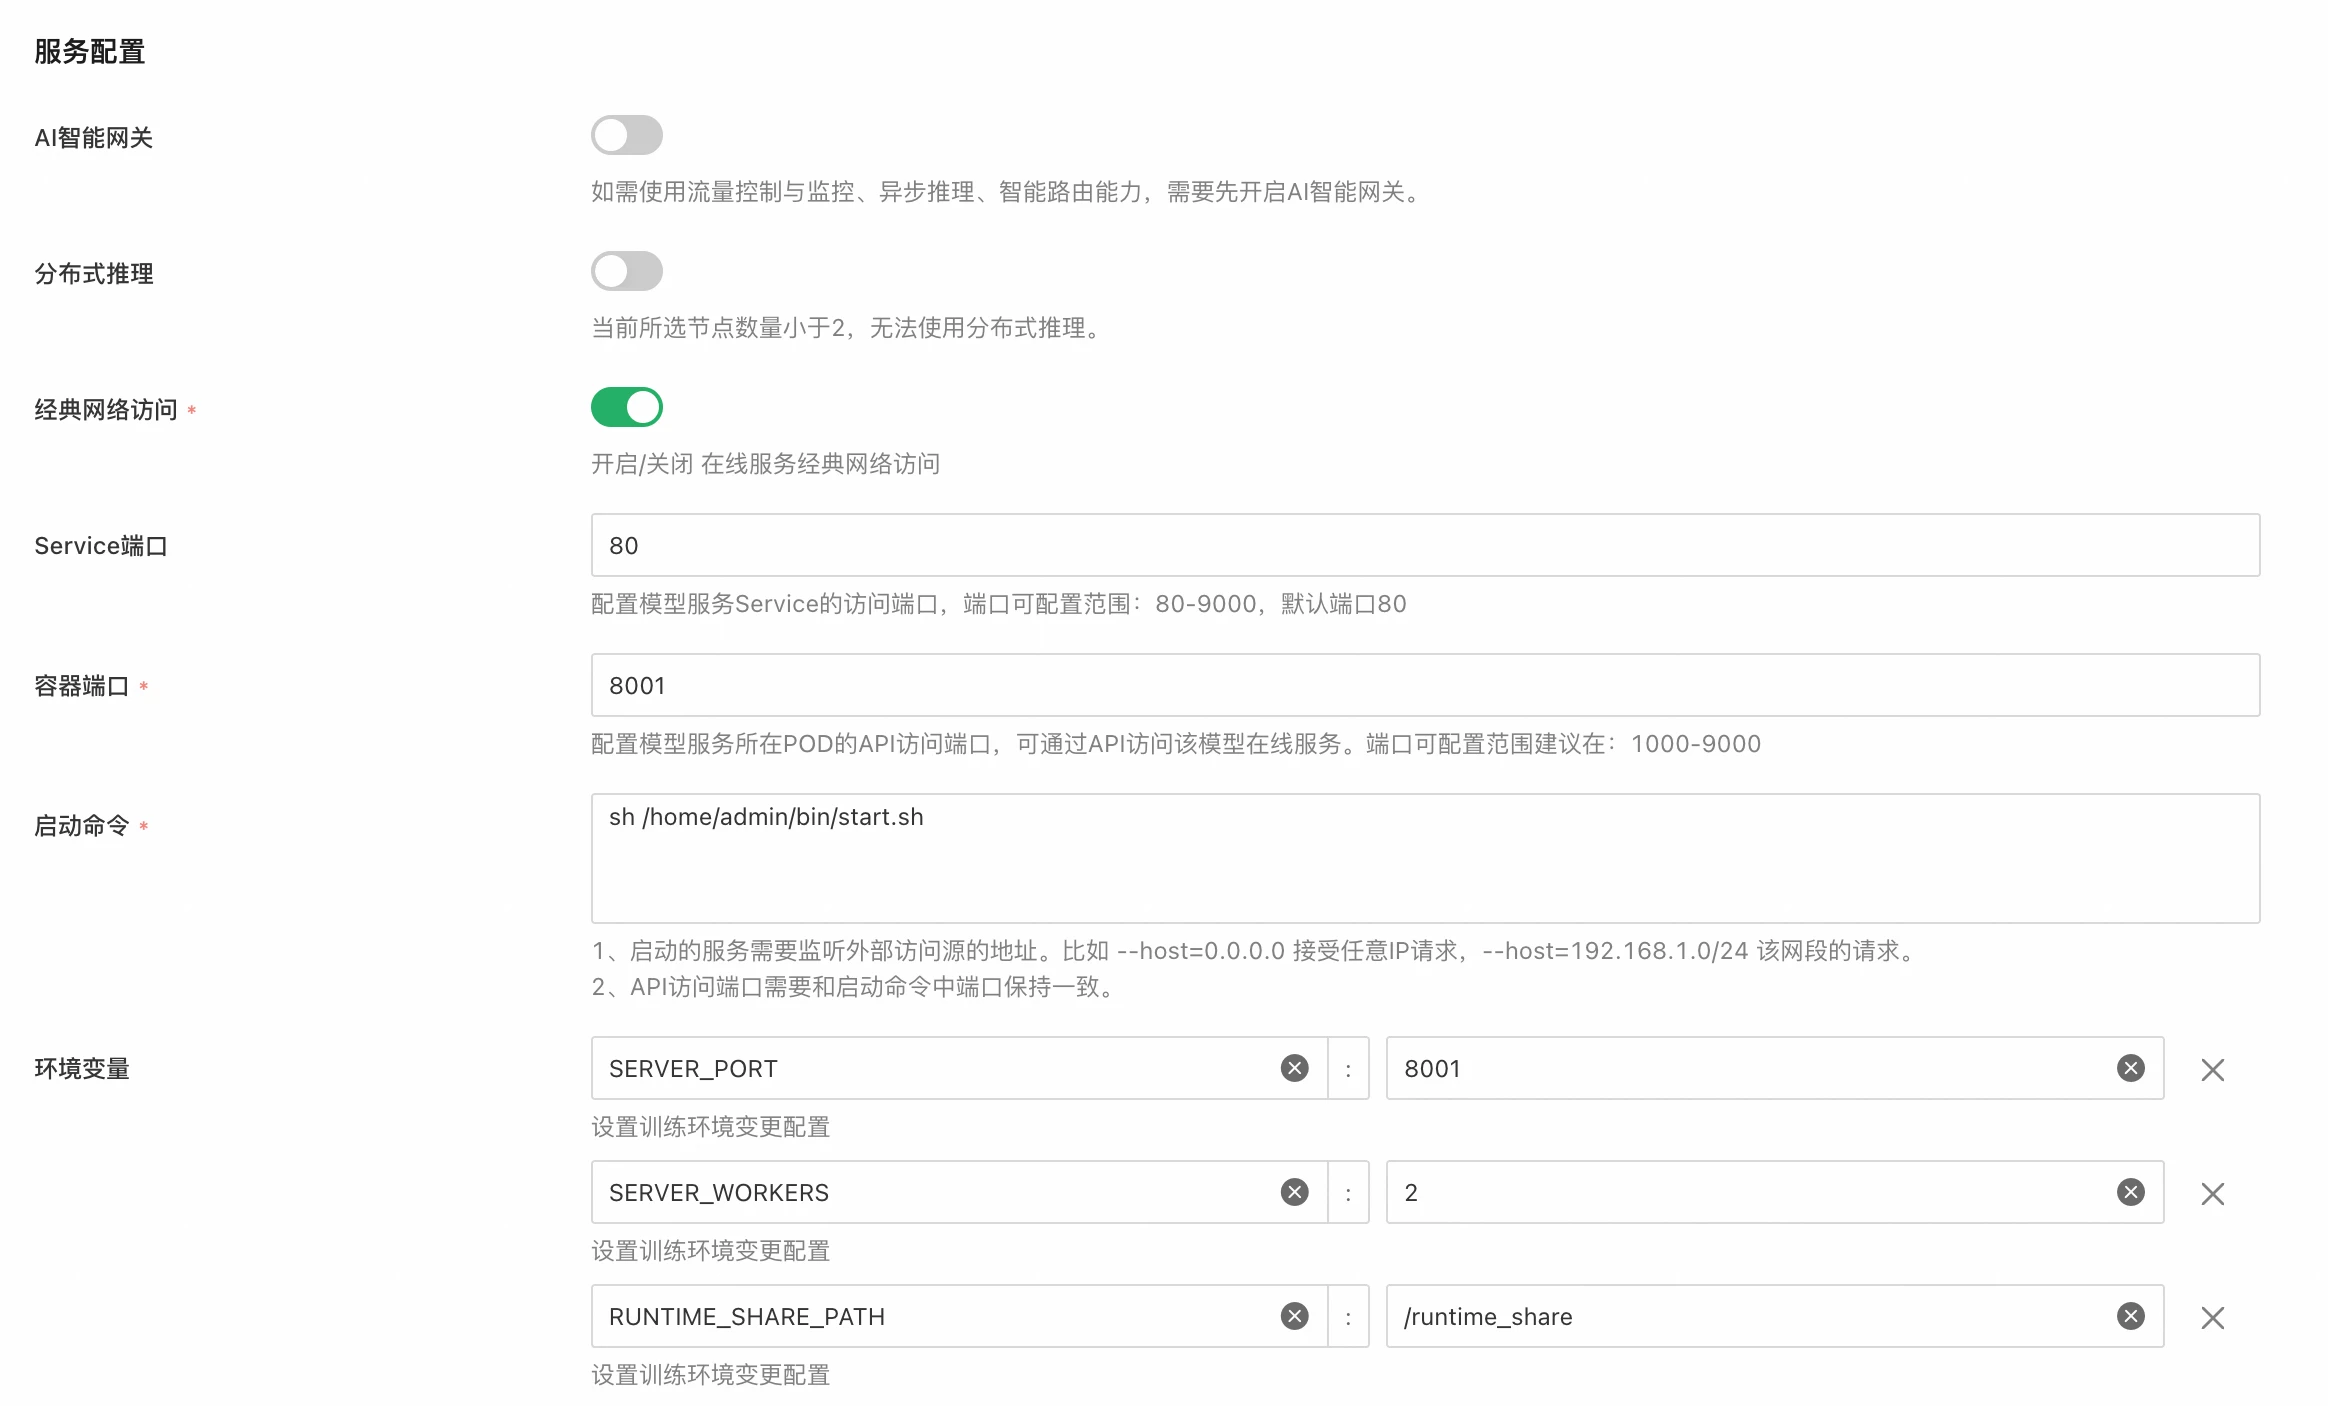 服务配置
AI智能网关
如需使用流量控制与监控、异步推理、智能路由能力，需要先开启AI智能网关。
分布式推理
当前所选节点数量小于2，无法使用分布式推理。
经典网络访问 *
开启/关闭 在线服务经典网络访问
Service端口
80
配置模型服务Service的访问端口，端口可配置范围：80-9000，默认端口80
容器端口 *
8001
配置模型服务所在POD的API访问端口，可通过API访问该模型在线服务。端口可配置范围建议在：1000-9000
启动命令 *
sh /home/admin/bin/start.sh
1、启动的服务需要监听外部访问源的地址。比如 --host=0.0.0.0 接受任意IP请求，--host=192.168.1.0/24 该网段的请求。
2、API访问端口需要和启动命令中端口保持一致。
环境变量
SERVER_PORT : 8001
设置训练环境变更配置
SERVER_WORKERS : 2
设置训练环境变更配置
RUNTIME_SHARE_PATH : /runtime_share
设置训练环境变更配置